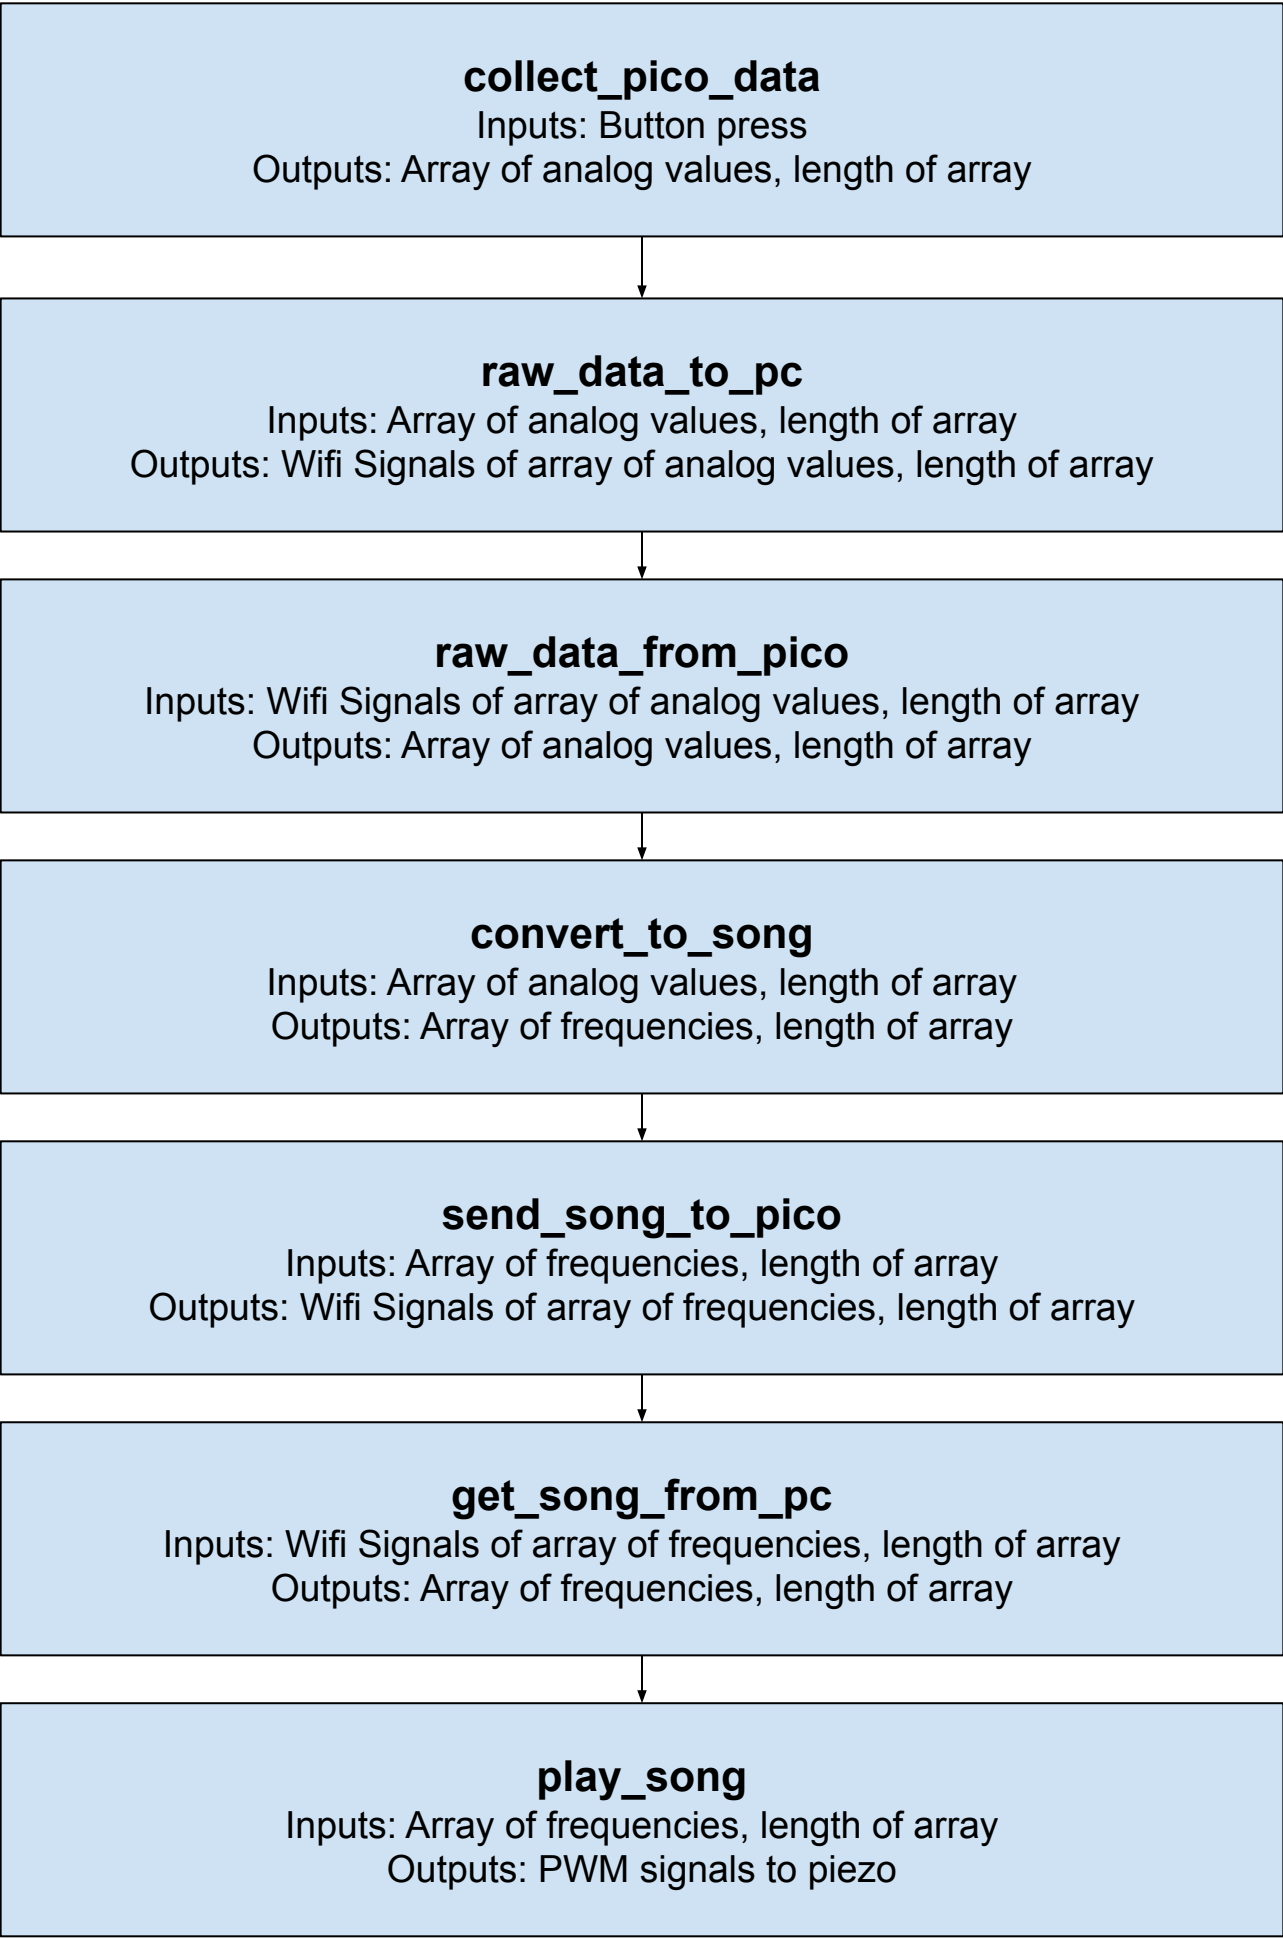 collect_pico_data
Inputs: Button press
Outputs: Array of analog values, length of array
raw_data_to_pc
Inputs: Array of analog values, length of array
Outputs: Wifi Signals of array of analog values, length of array
raw_data_from_pico
Inputs: Wifi Signals of array of analog values, length of array
Outputs: Array of analog values, length of array
convert_to_song
Inputs: Array of analog values, length of array
Outputs: Array of frequencies, length of array
send_song_to_pico
Inputs: Array of frequencies, length of array
Outputs: Wifi Signals of array of frequencies, length of array
get_song_from_pc
Inputs: Wifi Signals of array of frequencies, length of array
Outputs: Array of frequencies, length of array
play_song
Inputs: Array of frequencies, length of array
Outputs: PWM signals to piezo